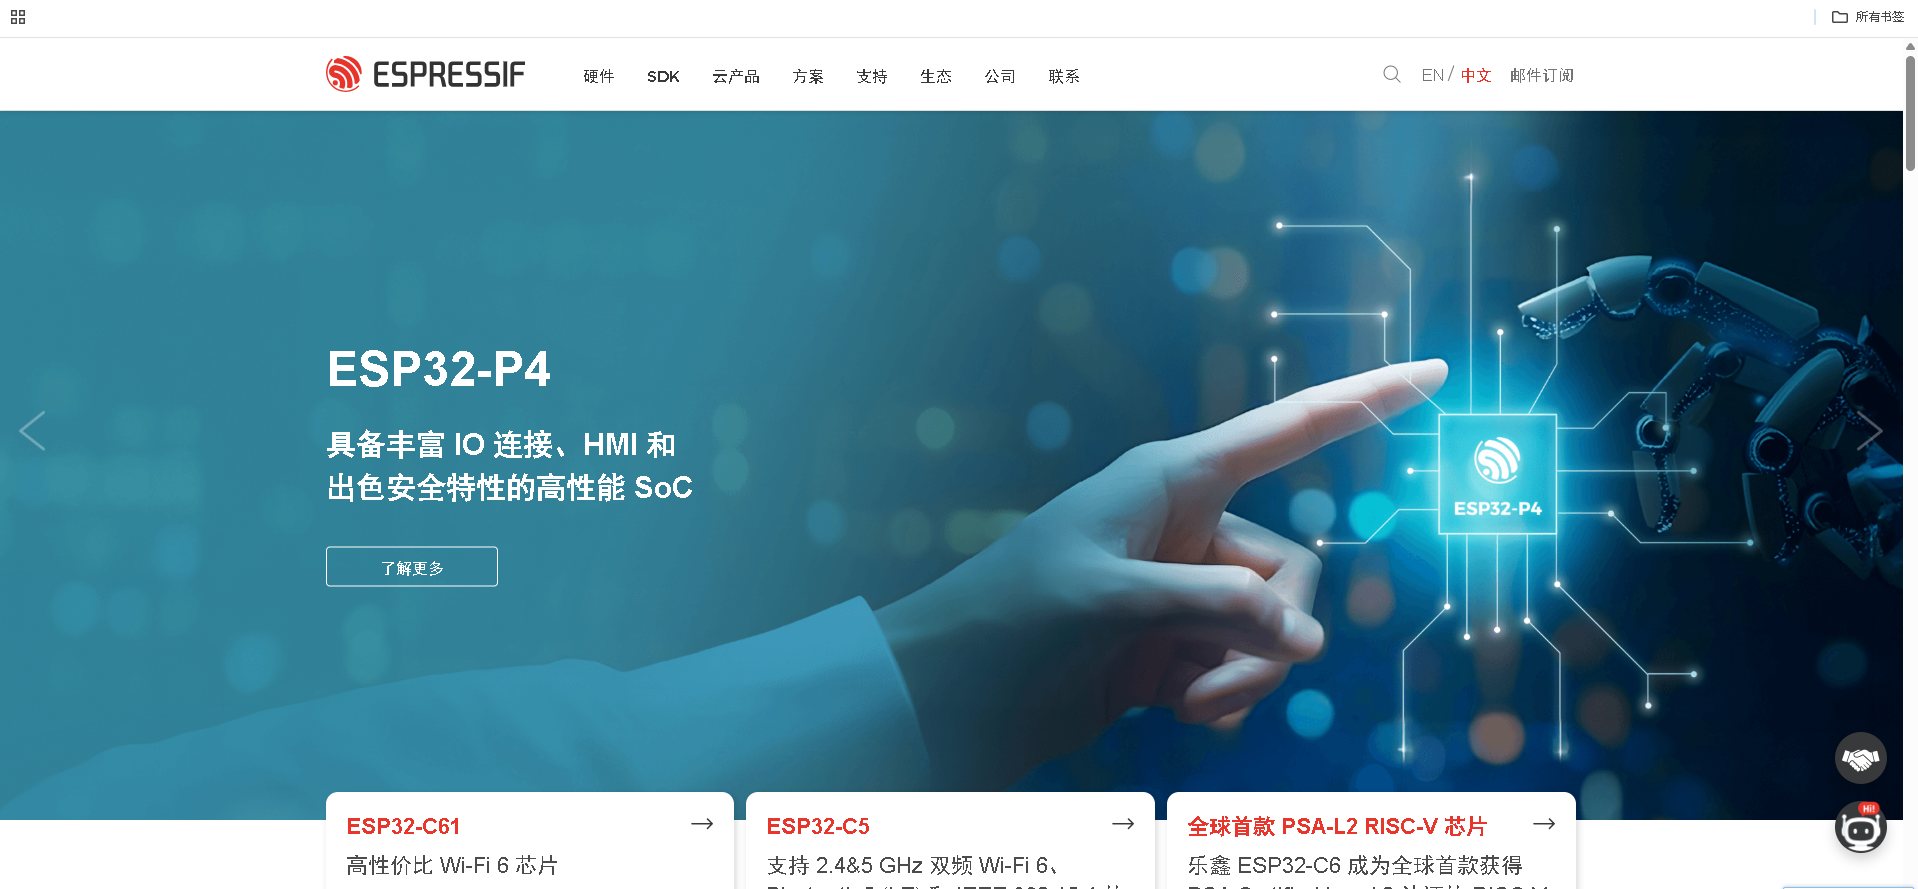 所有书签
ESPRESSIF
硬件 SDK 云产品 方案 支持 生态 公司 联系
EN / 中文 邮件订阅
ESP32-P4
具备丰富 IO 连接、HMI 和
出色安全特性的高性能 SoC
了解更多
ESP32-P4
Hi!
ESP32-C61
高性价比 Wi-Fi 6 芯片
ESP32-C5
支持 2.4&5 GHz 双频 Wi-Fi 6、
全球首款 PSA-L2 RISC-V 芯片
乐鑫 ESP32-C6 成为全球首款获得